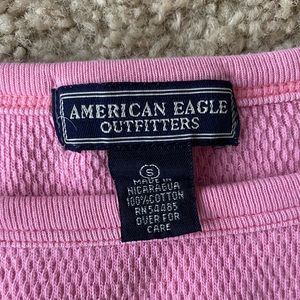 AMERICAN EAGLE
OUTFITTERS
S
MADE IN
NICARAGUA
100% COTTON
RN 54485
OVER FOR
CARE